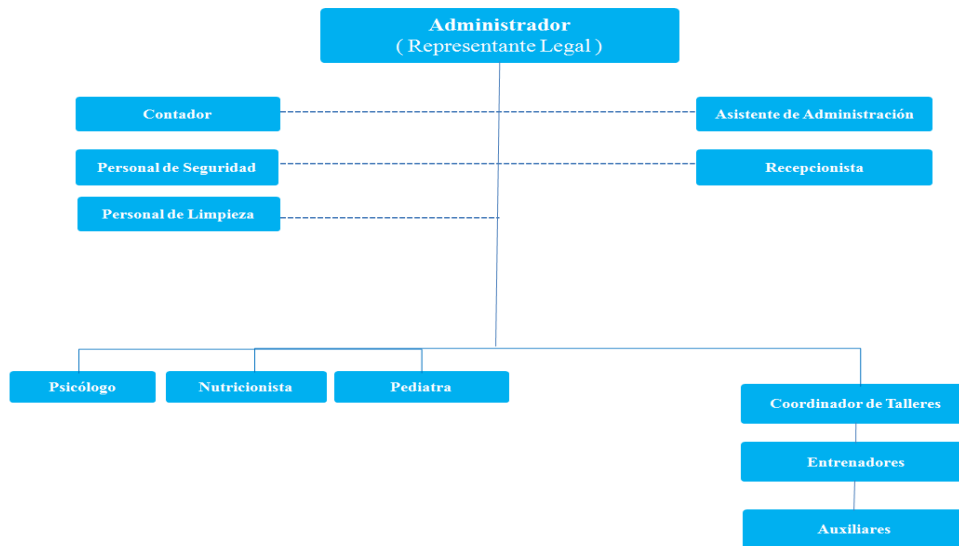 Administrador
( Representante Legal )
Contador
Asistente de Administración
Personal de Seguridad
Recepcionista
Personal de Limpieza
Psicólogo
Nutricionista
Pediatra
Coordinador de Talleres
Entrenadores
Auxiliares